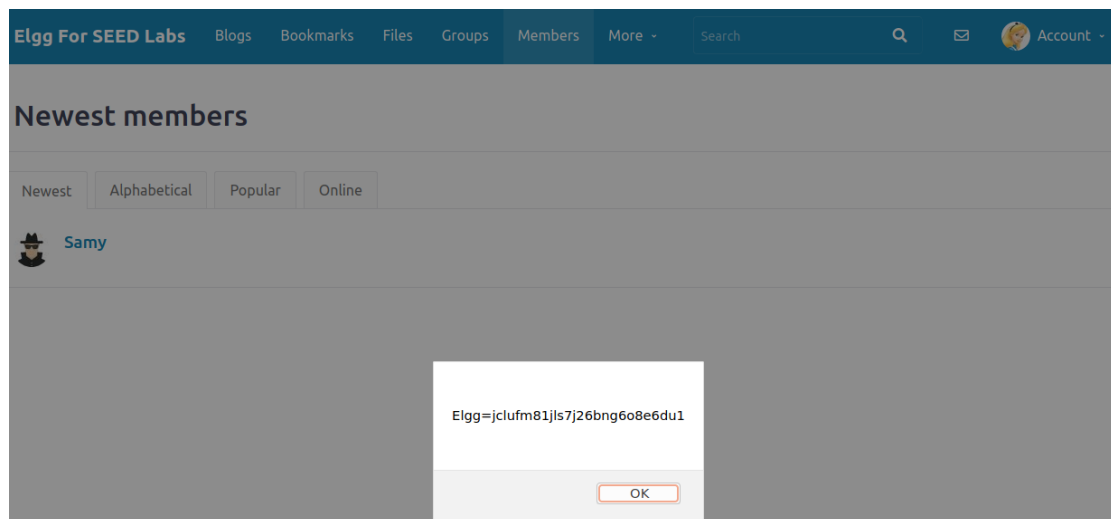 Elgg For SEED Labs Blogs Bookmarks Files Groups Members More Search Account
Newest members
Newest Alphabetical Popular Online
Samy
Elgg=jclufm81jls7j26bng6o8e6du1
OK